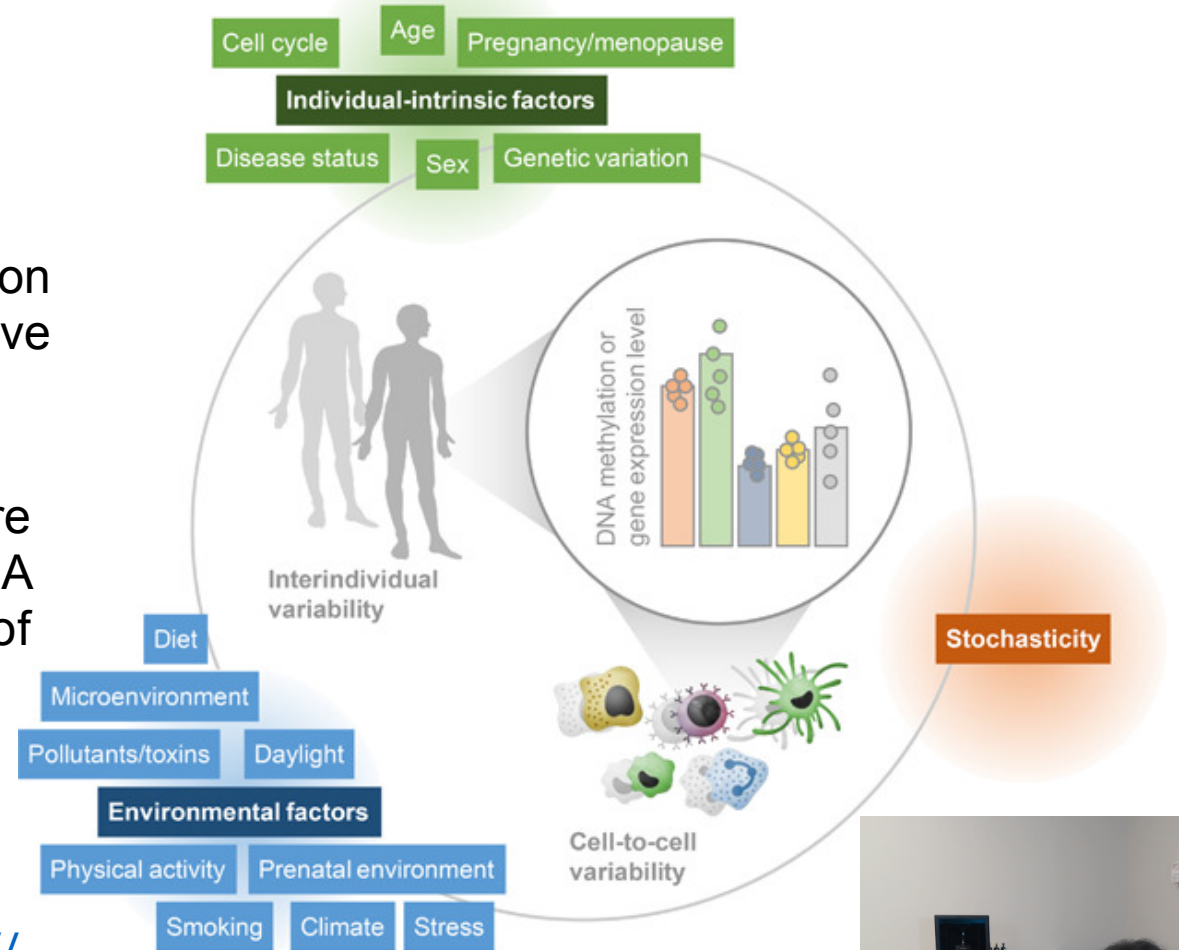 Cell cycle
Age
Pregnancy/menopause
Individual-intrinsic factors
Disease status
Sex
Genetic variation
on
ve
re
A
of
DNA methylation or
gene expression level
Interindividual
variability
Stochasticity
Diet
Microenvironment
Pollutants/toxins
Daylight
Environmental factors
Physical activity
Prenatal environment
Smoking
Climate
Stress
Cell-to-cell
variability
//